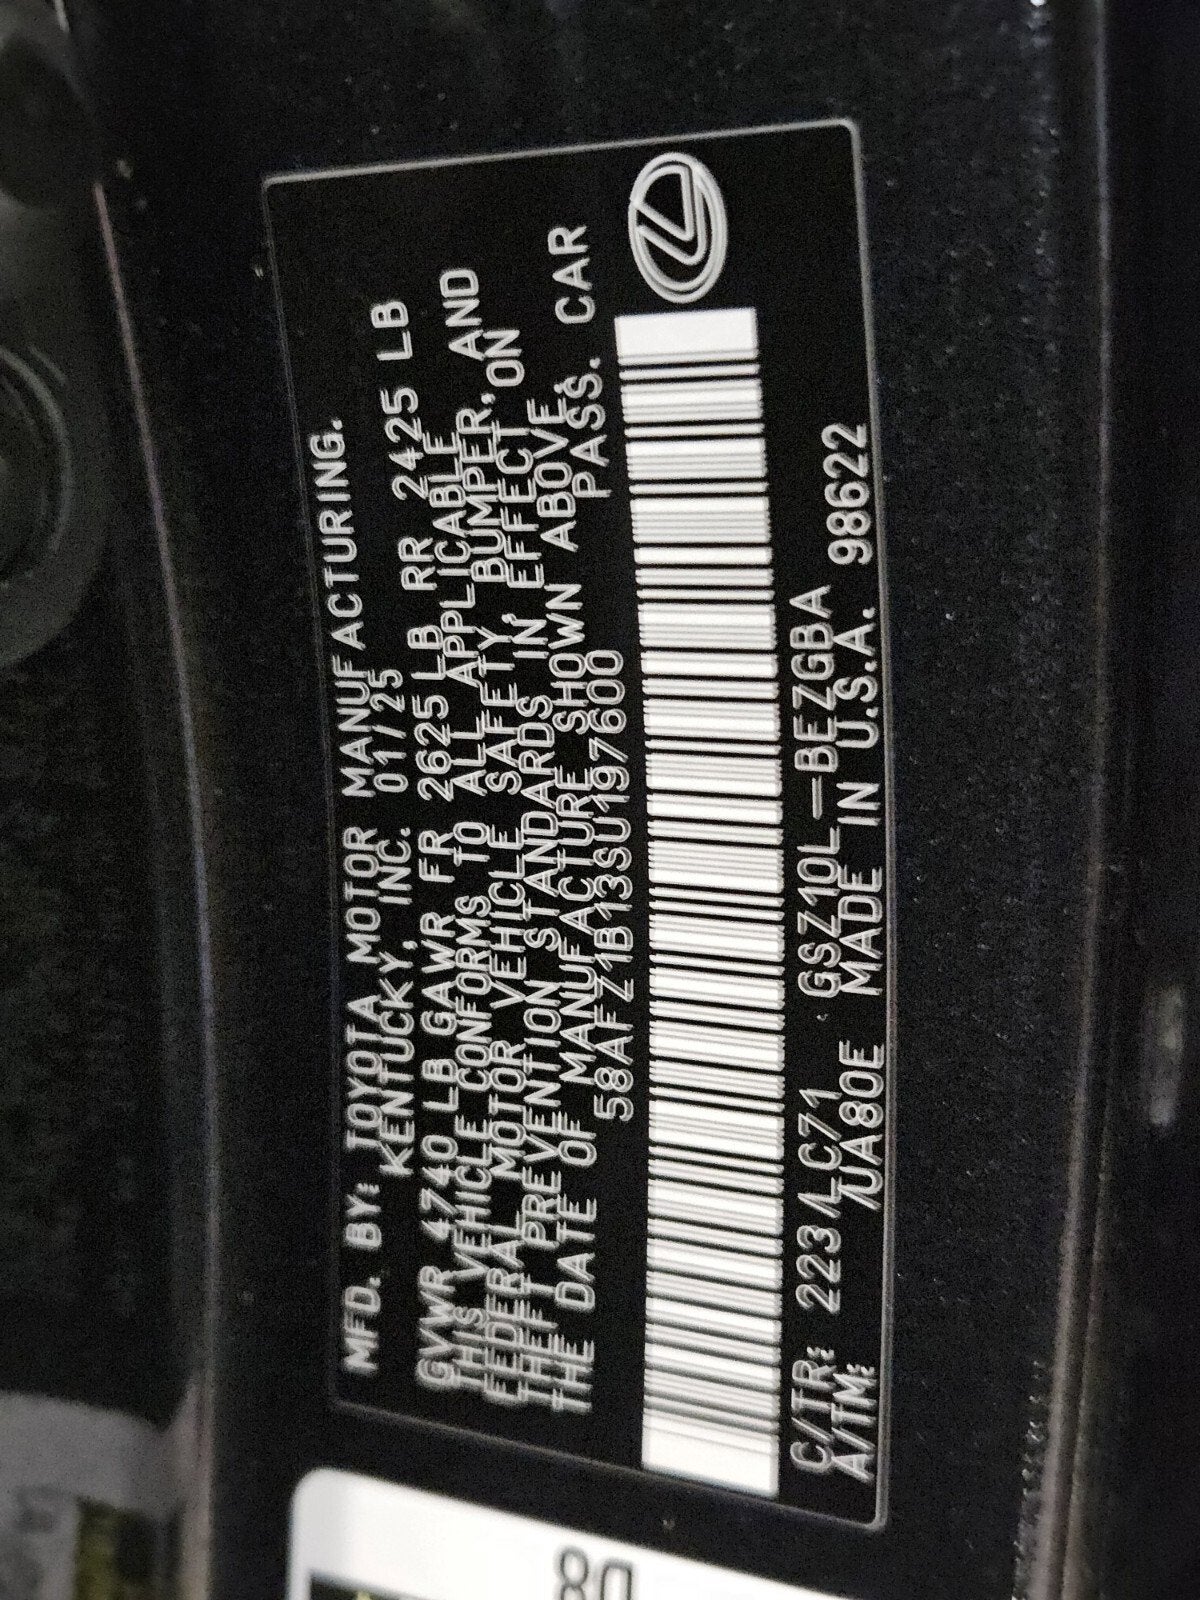 MFD. BY: TOYOTA MOTOR MANUFACTURING.
KENTUCKY, INC. 01/25
GVWR 4740 LB GAWR FR 2625 LB RR 2425 LB
THIS VEHICLE CONFORMS TO ALL APPLICABLE
FEDERAL MOTOR VEHICLE SAFETY, BUMPER, AND
THEFT PREVENTION STANDARDS IN EFFECT ON
THE DATE OF MANUFACTURE SHOWN ABOVE.
58AFZ1B13SU197600 PASS. CAR
C/TR: 223/LC71 GSZ10L-BEZGBA
A/TM: /UA80E MADE IN U.S.A. 98622
80